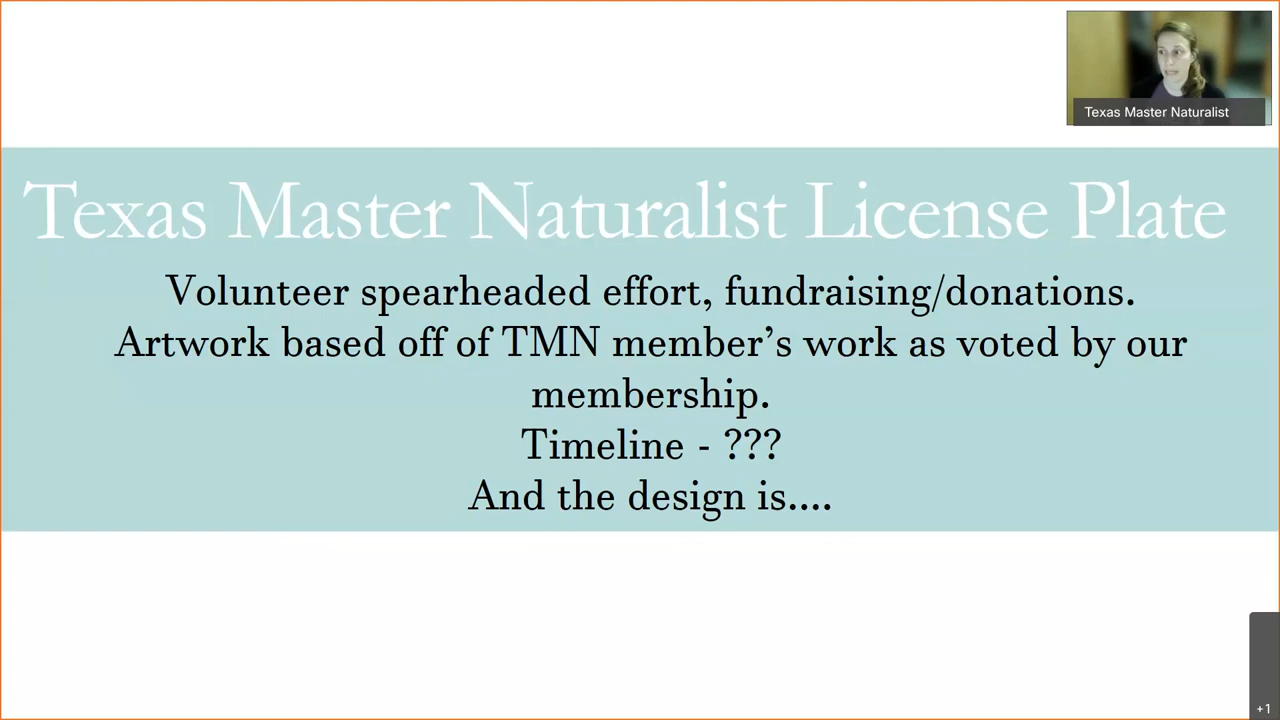 Texas Master Naturalist
Texas Master Naturalist License Plate
Volunteer spearheaded effort, fundraising/donations.
Artwork based off of TMN member’s work as voted by our
membership.
Timeline - ???
And the design is....
+1